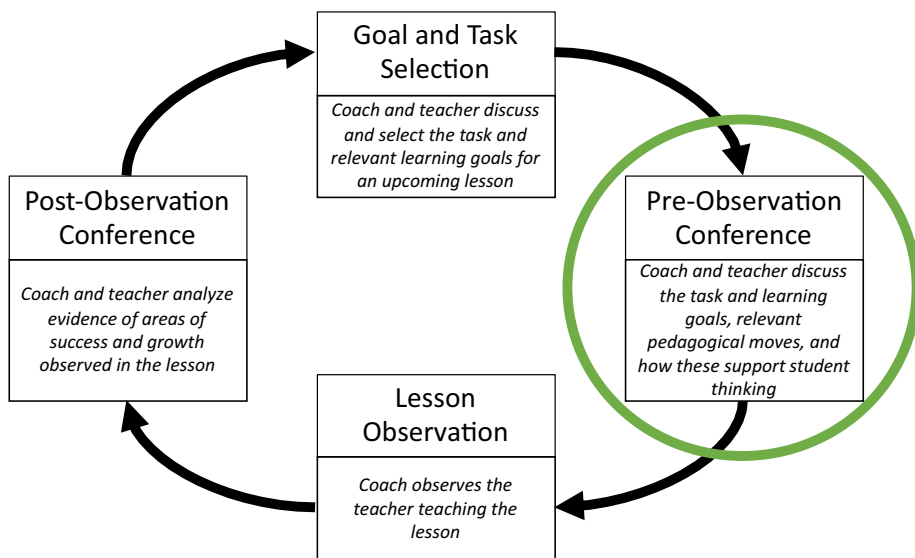 Goal and Task
Selection
Coach and teacher discuss
and select the task and
relevant learning goals for
an upcoming lesson
Pre-Observation
Conference
Coach and teacher discuss
the task and learning
goals, relevant
pedagogical moves, and
how these support student
thinking
Lesson
Observation
Coach observes the
teacher teaching the
lesson
Post-Observation
Conference
Coach and teacher analyze
evidence of areas of
success and growth
observed in the lesson